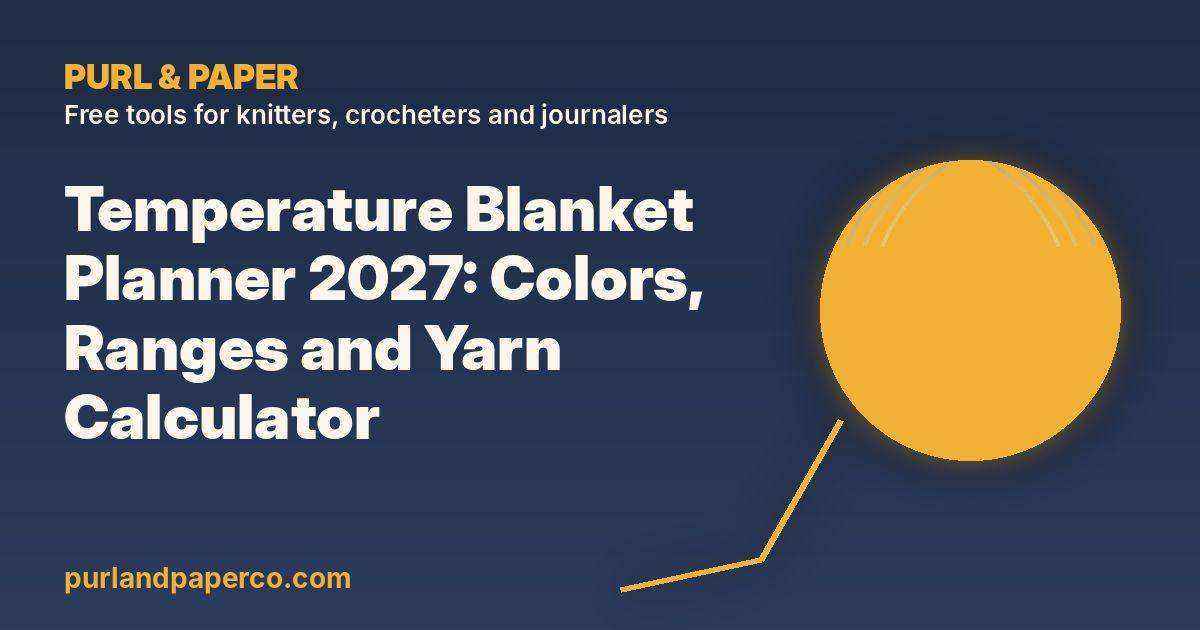 PURL & PAPER
Free tools for knitters, crocheters and journalers
Temperature Blanket
Planner 2027: Colors,
Ranges and Yarn
Calculator
purlandpaperco.com